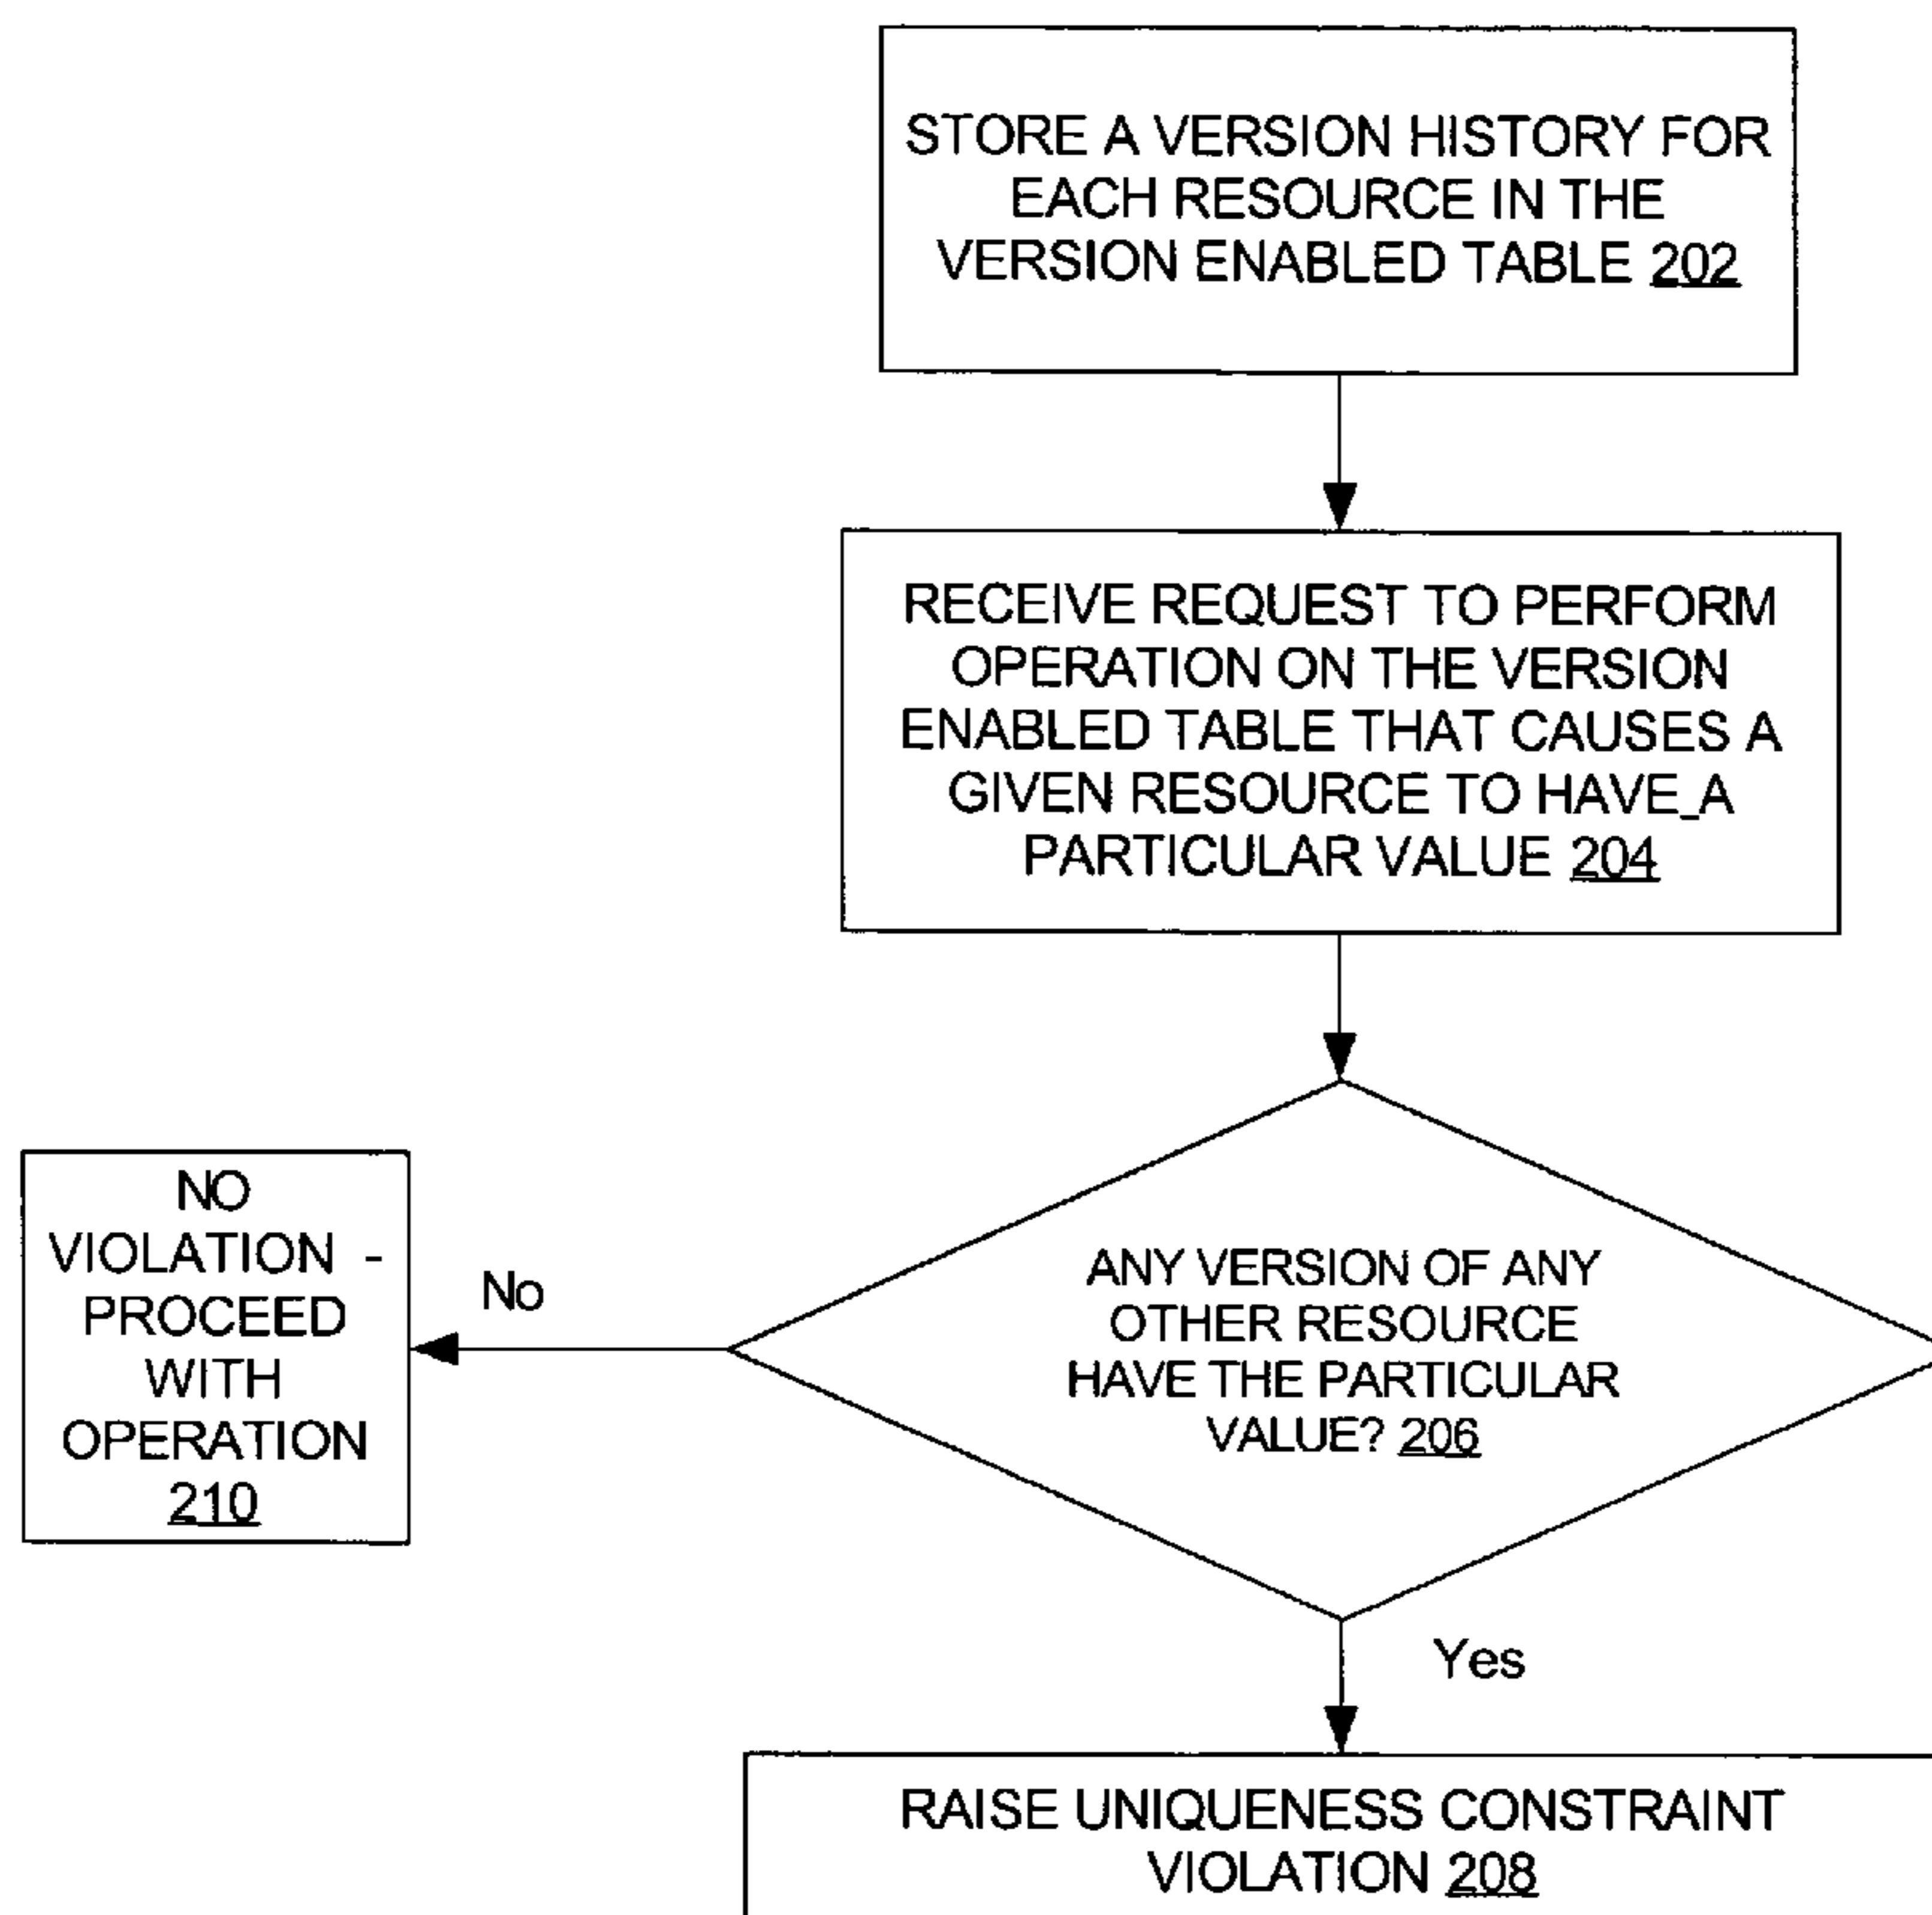 STORE A VERSION HISTORY FOR
EACH RESOURCE IN THE
VERSION ENABLED TABLE 202
RECEIVE REQUEST TO PERFORM
OPERATION ON THE VERSION
ENABLED TABLE THAT CAUSES A
GIVEN RESOURCE TO HAVE A
PARTICULAR VALUE 204
ANY VERSION OF ANY
OTHER RESOURCE
HAVE THE PARTICULAR
VALUE? 206
No
NO
VIOLATION -
PROCEED
WITH
OPERATION
210
Yes
RAISE UNIQUENESS CONSTRAINT
VIOLATION 208